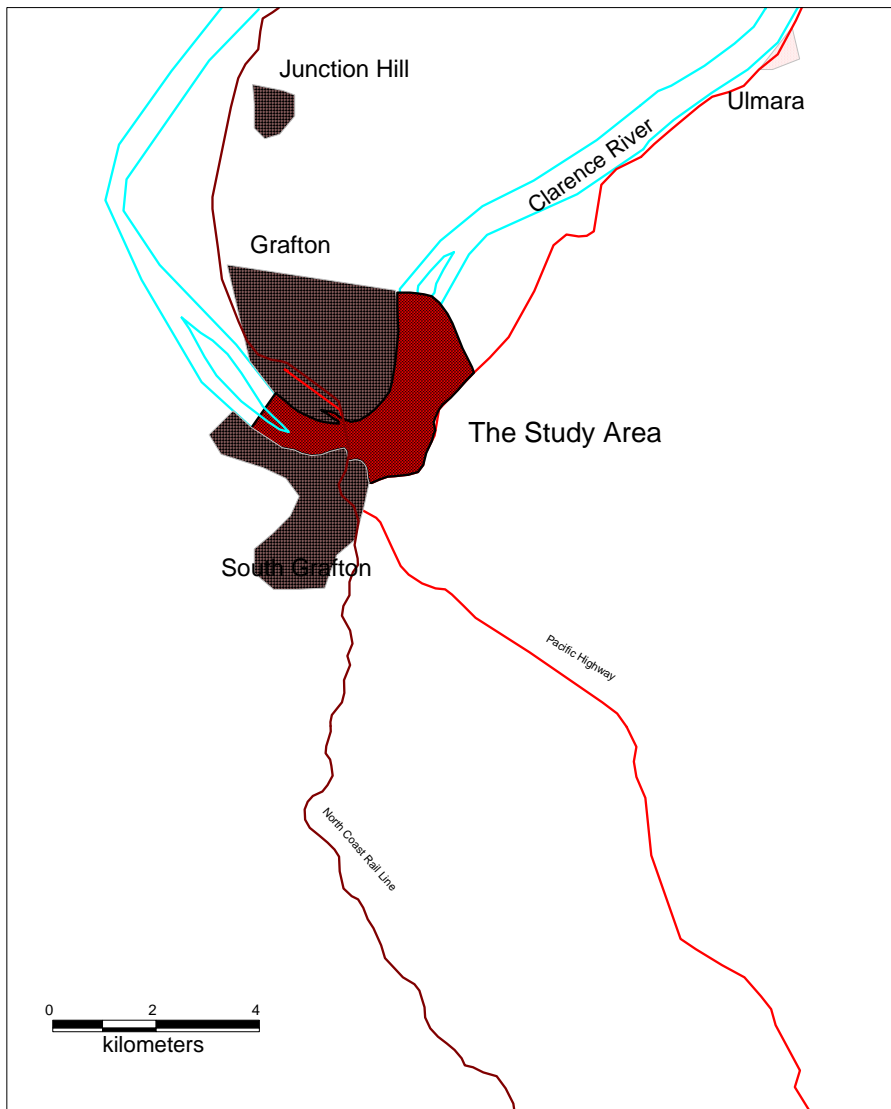 Junction Hill
Ulmara
Clarence River
Grafton
The Study Area
South Grafton
Pacific Highway
North Coast Rail Line
0 2 4
kilometers